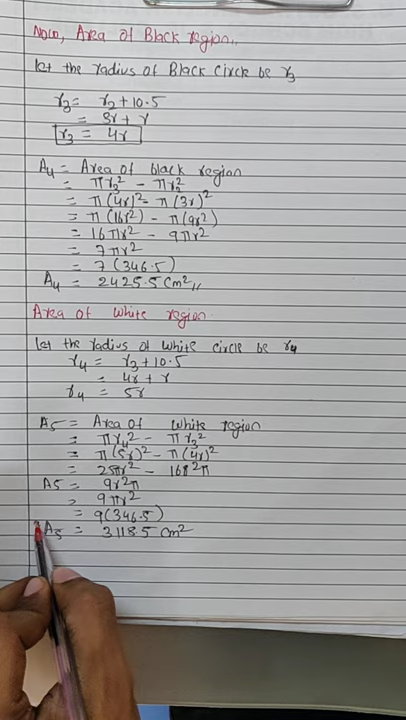 Now, Area of Black region..
let the radius of Black Circle be r₃
r₃ = r₂ + 10.5
= 3r + r
r₃ = 4r
A₄ = Area of black region
= πr₃² - πr₂²
= π(4r)² - π(3r)²
= π(16r²) - π(9r²)
= 16πr² - 9πr²
= 7πr²
= 7(346.5)
A₄ = 2425.5 Cm²,,
Area of White region
let the radius of White circle be r₄
r₄ = r₃ + 10.5
= 4r + r
r₄ = 5r
A₅ = Area of White region
= πr₄² - πr₃²
= π(5r)² - π(4r)²
= 25πr² - 16r²π
A₅ = 9r²π
= 9πr²
= 9(346.5)
A₅ = 3118.5 cm²